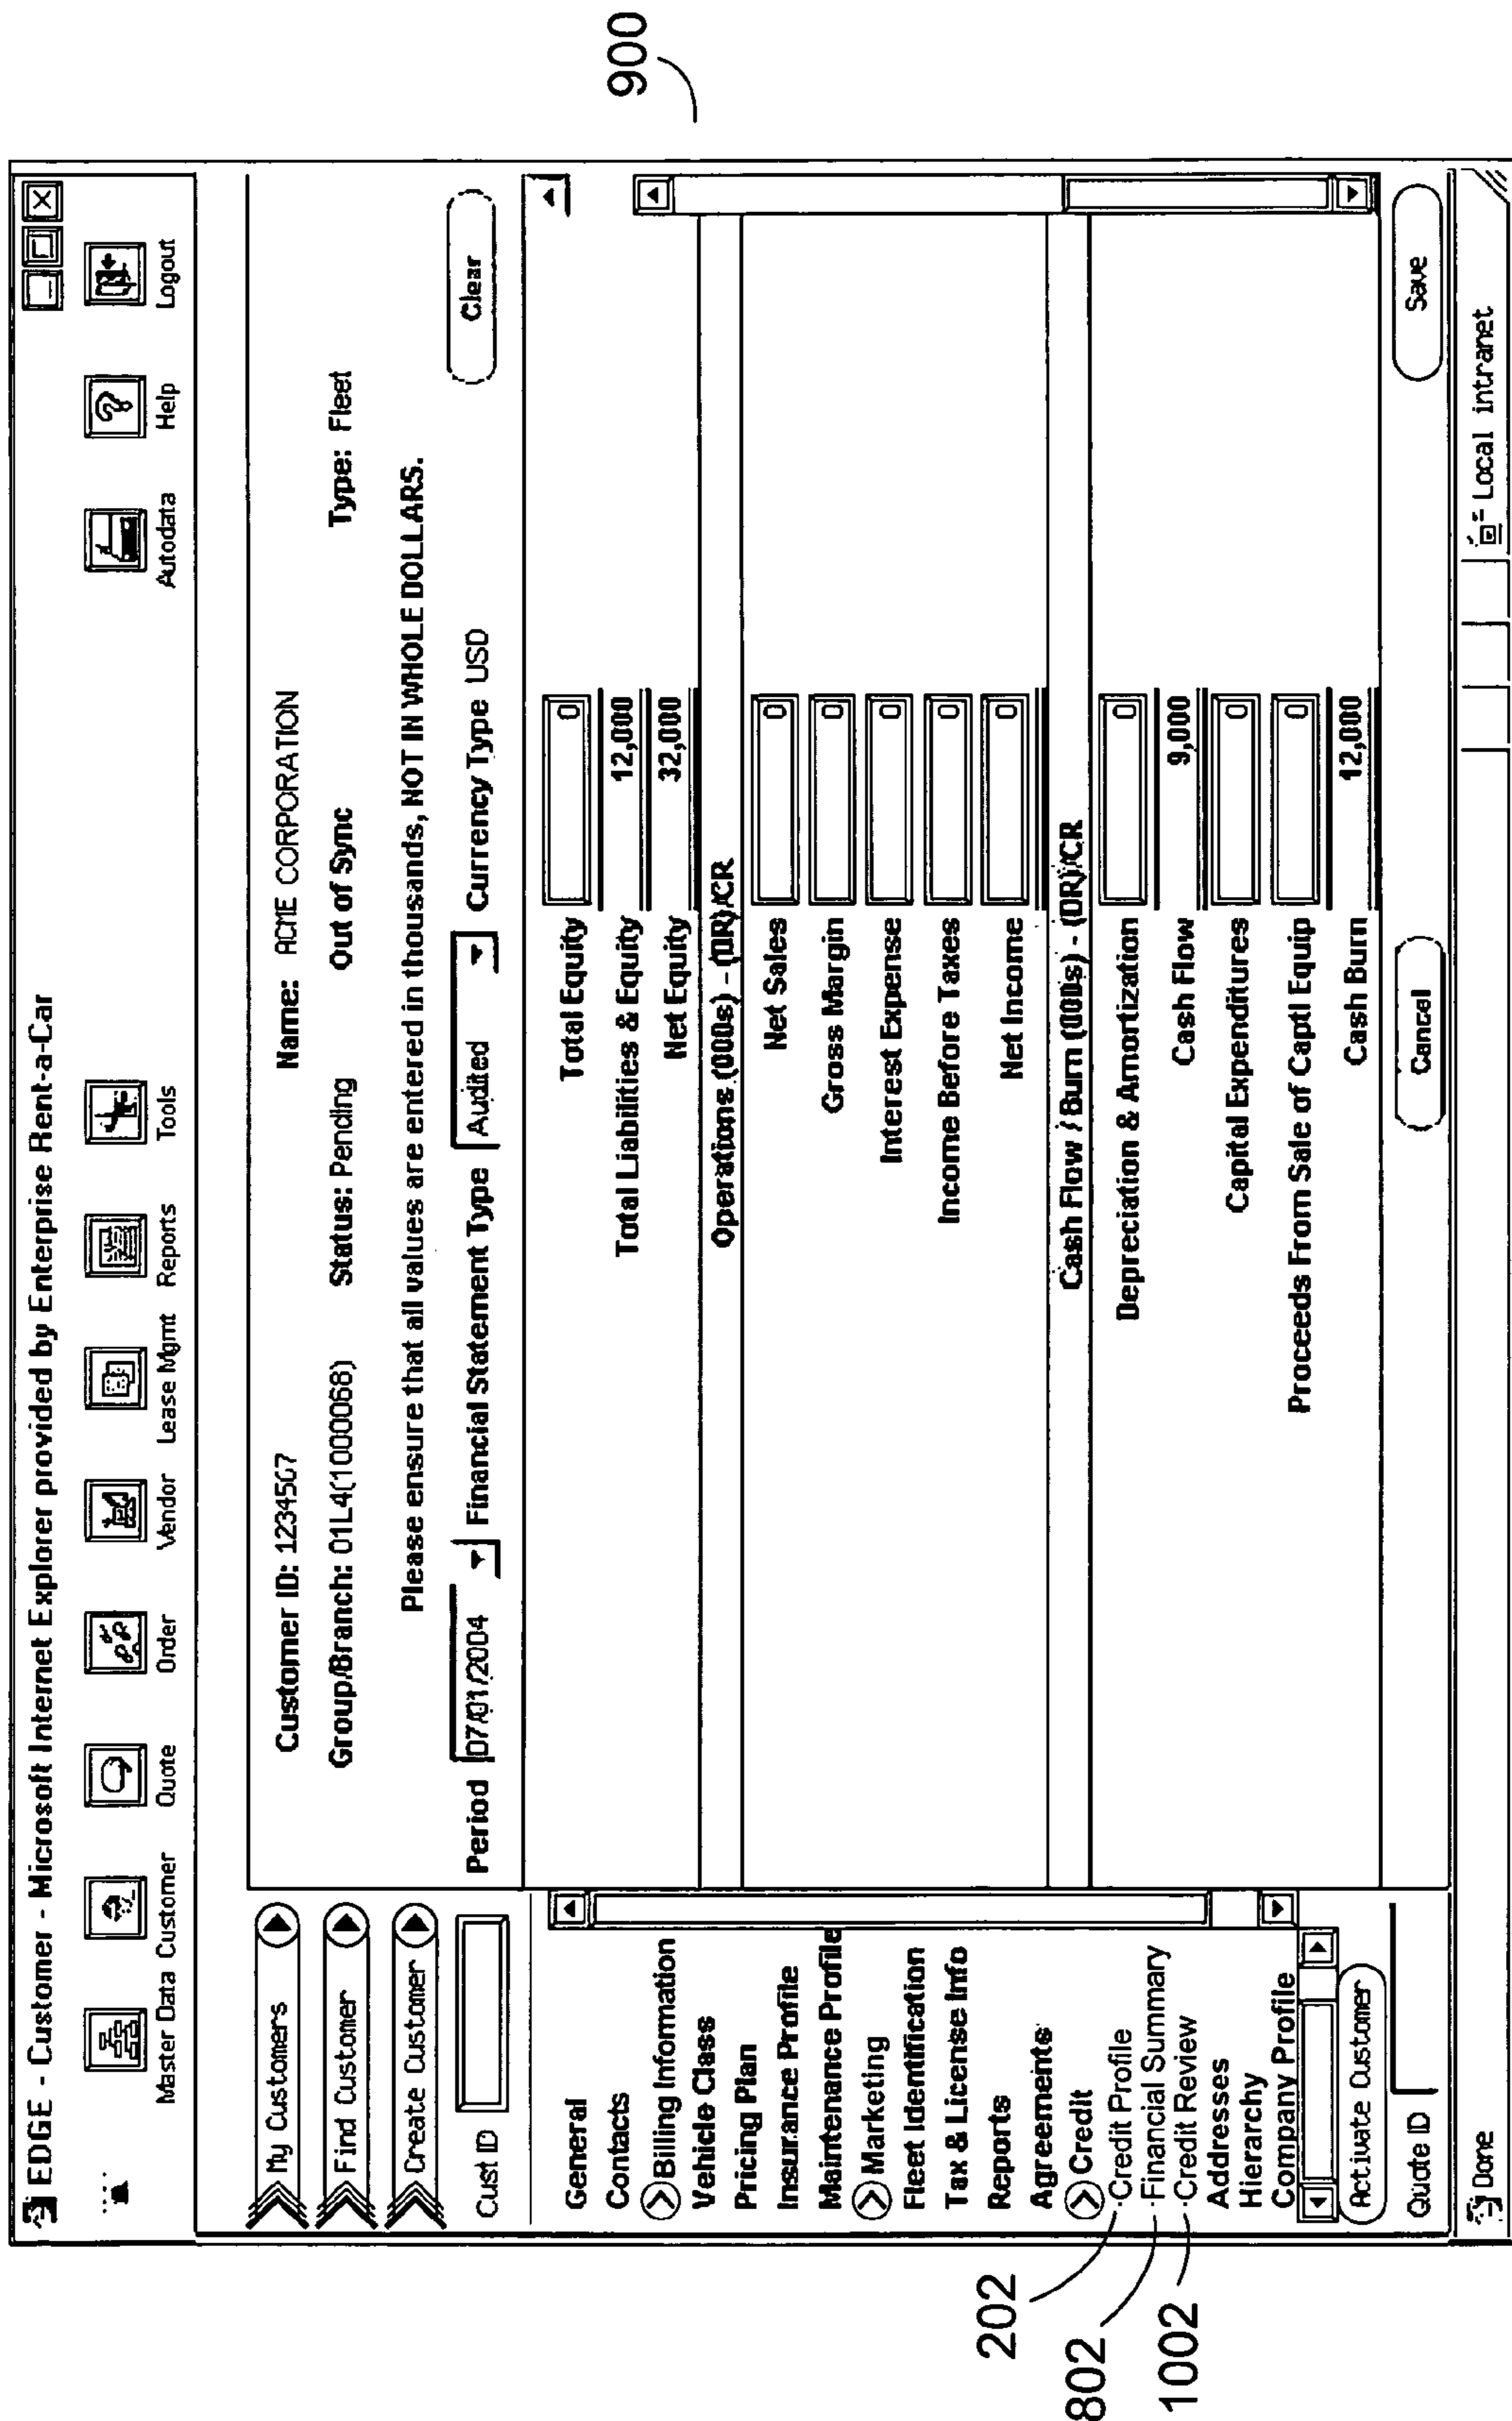 EDGE - Customer - Microsoft Internet Explorer provided by Enterprise Rent-a-Car
Master Data Customer Quote Order Vendor Lease Mgmt Reports Tools Autodata Help Logout
My Customers
Find Customer
Create Customer
Cust ID
General
Contacts
Billing Information
Vehicle Class
Pricing Plan
Insurance Profile
Maintenance Profile
Marketing
Fleet Identification
Tax & License Info
Reports
Agreements
Credit
Credit Profile
Financial Summary
Credit Review
Addresses
Hierarchy
Company Profile
Activate Customer
Quote ID
Customer ID: 1234567 Name: ACME CORPORATION
Group/Branch: 01L4(1000068) Status: Pending Out of Sync Type: Fleet
Please ensure that all values are entered in thousands, NOT IN WHOLE DOLLARS.
Period 07/01/2004 Financial Statement Type Audited Currency Type USD Clear
Total Equity 0
Total Liabilities & Equity 12,000
Net Equity 32,000
Operations (000s) - (DR)/CR
Net Sales 0
Gross Margin 0
Interest Expense 0
Income Before Taxes 0
Net Income 0
Cash Flow / Burn (000s) - (DR)/CR
Depreciation & Amortization 0
Cash Flow 9,000
Capital Expenditures 0
Proceeds From Sale of Captl Equip 0
Cash Burn 12,000
Cancel Save
Done Local intranet
202
802
1002
900